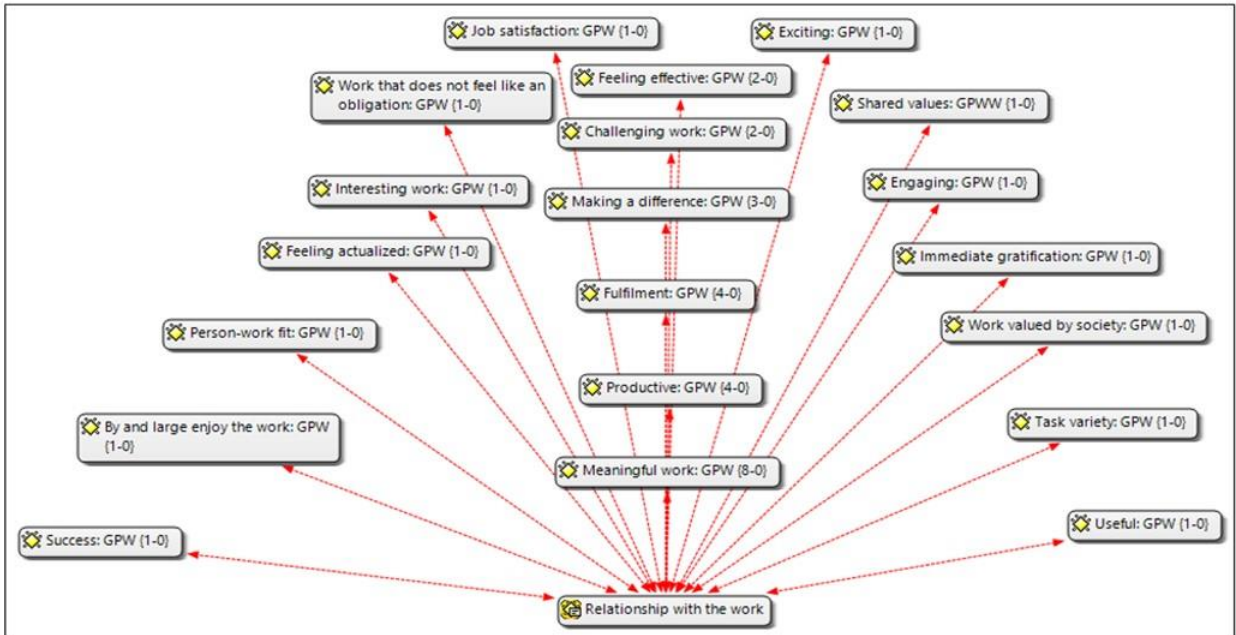 Job satisfaction: GPW {1-0}
Exciting: GPW {1-0}
Feeling effective: GPW {2-0}
Work that does not feel like an
obligation: GPW {1-0}
Shared values: GPWW {1-0}
Challenging work: GPW {2-0}
Interesting work: GPW {1-0}
Engaging: GPW {1-0}
Making a difference: GPW {3-0}
Feeling actualized: GPW {1-0}
Immediate gratification: GPW {1-0}
Fulfilment: GPW {4-0}
Person-work fit: GPW {1-0}
Work valued by society: GPW {1-0}
Productive: GPW {4-0}
By and large enjoy the work: GPW
{1-0}
Task variety: GPW {1-0}
Meaningful work: GPW {8-0}
Success: GPW {1-0}
Useful: GPW {1-0}
Relationship with the work